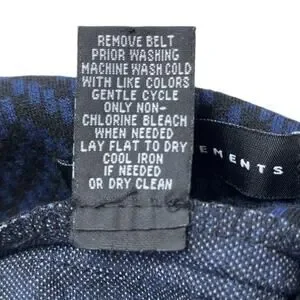 REMOVE BELT
PRIOR WASHING
MACHINE WASH COLD
WITH LIKE COLORS
GENTLE CYCLE
ONLY NON-
CHLORINE BLEACH
WHEN NEEDED
LAY FLAT TO DRY
COOL IRON
IF NEEDED
OR DRY CLEAN
EMENTS